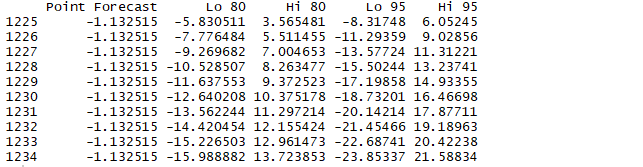 Point Forecast Lo 80 Hi 80 Lo 95 Hi 95
1225 -1.132515 -5.830511 3.565481 -8.31748 6.05245
1226 -1.132515 -7.776484 5.511455 -11.29359 9.02856
1227 -1.132515 -9.269682 7.004653 -13.57724 11.31221
1228 -1.132515 -10.528507 8.263477 -15.50244 13.23741
1229 -1.132515 -11.637553 9.372523 -17.19858 14.93355
1230 -1.132515 -12.640208 10.375178 -18.73201 16.46698
1231 -1.132515 -13.562244 11.297214 -20.14214 17.87711
1232 -1.132515 -14.420454 12.155424 -21.45466 19.18963
1233 -1.132515 -15.226503 12.961473 -22.68741 20.42238
1234 -1.132515 -15.988882 13.723853 -23.85337 21.58834